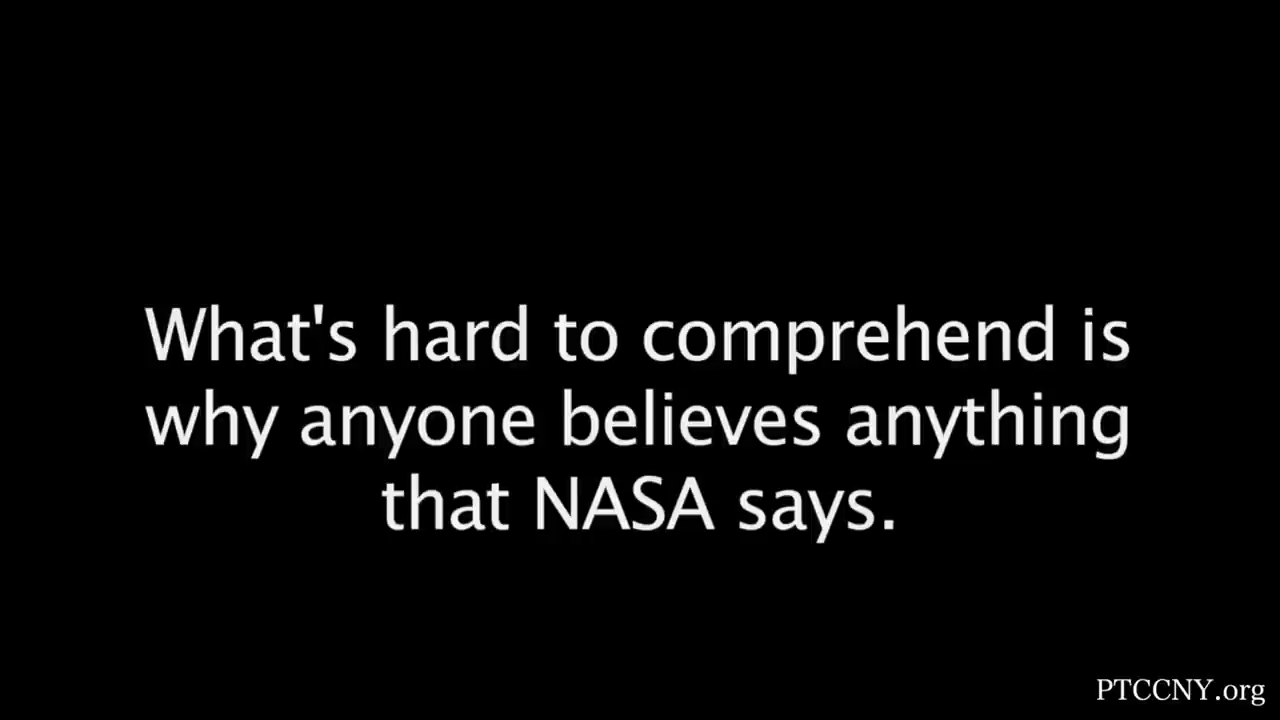 What's hard to comprehend is
why anyone believes anything
that NASA says.
PTCCNY.org